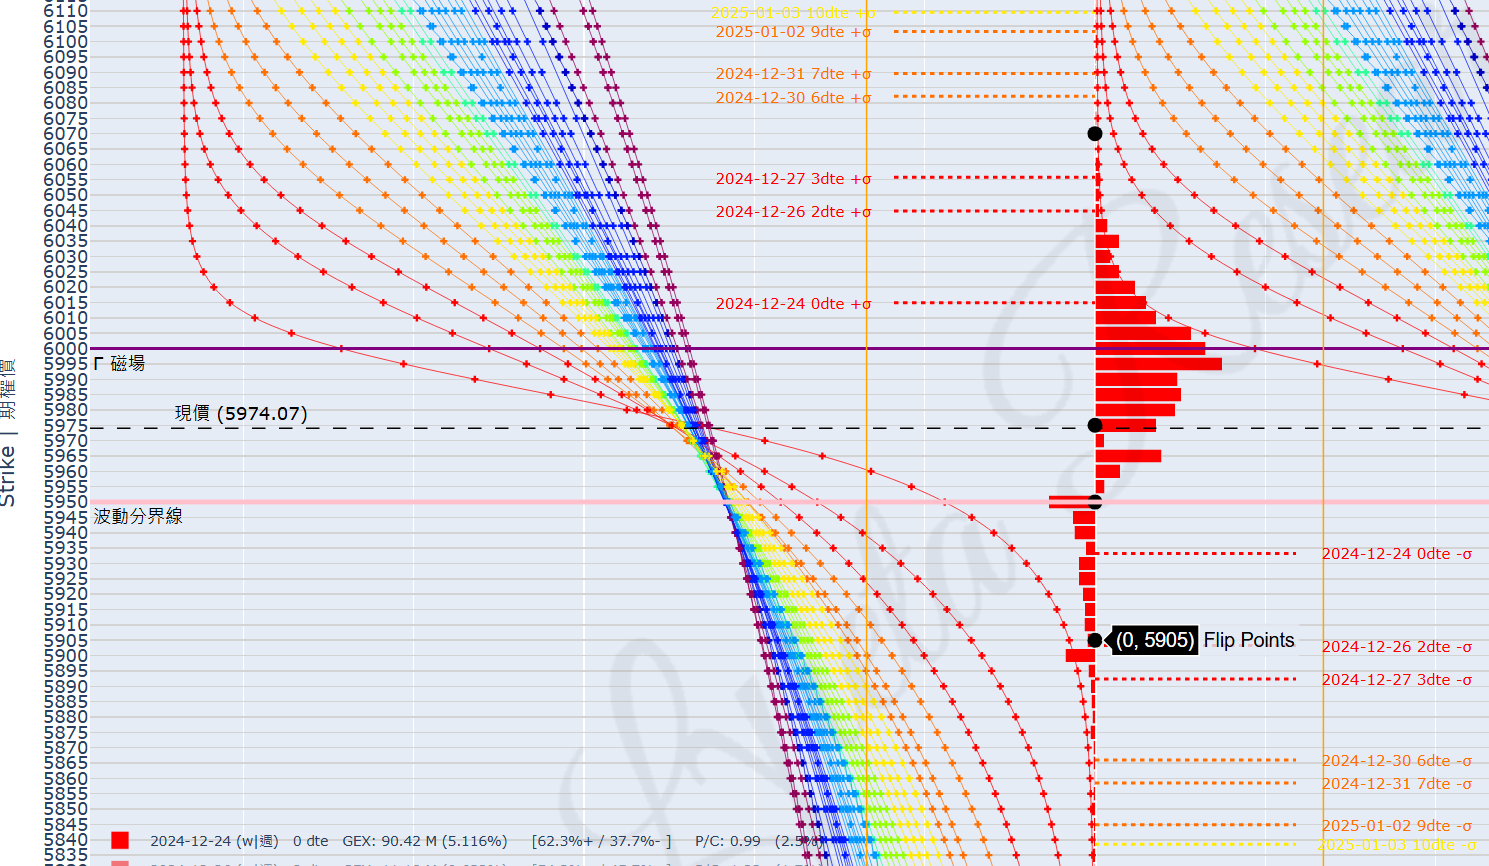 6110
6105
6100
6095
6090
6085
6080
6075
6070
6065
6060
6055
6050
6045
6040
6035
6030
6025
6020
6015
6010
6005
6000
5995
5990
5985
5980
5975
5970
5965
5960
5955
5950
5945
5940
5935
5930
5925
5920
5915
5910
5905
5900
5895
5890
5885
5880
5875
5870
5865
5860
5855
5850
5845
5840
5835
Strike | 期權價
2025-01-03 10dte +σ
2025-01-02 9dte +σ
2024-12-31 7dte +σ
2024-12-30 6dte +σ
2024-12-27 3dte +σ
2024-12-26 2dte +σ
2024-12-24 0dte +σ
Γ 磁場
現價 (5974.07)
波動分界線
2024-12-24 0dte -σ
(0, 5905) Flip Points
2024-12-26 2dte -σ
2024-12-27 3dte -σ
2024-12-30 6dte -σ
2024-12-31 7dte -σ
2025-01-02 9dte -σ
2025-01-03 10dte -σ
2024-12-24 (w|週) 0 dte GEX: 90.42 M (5.116%) [62.3%+ / 37.7%- ] P/C: 0.99 (2.5%)